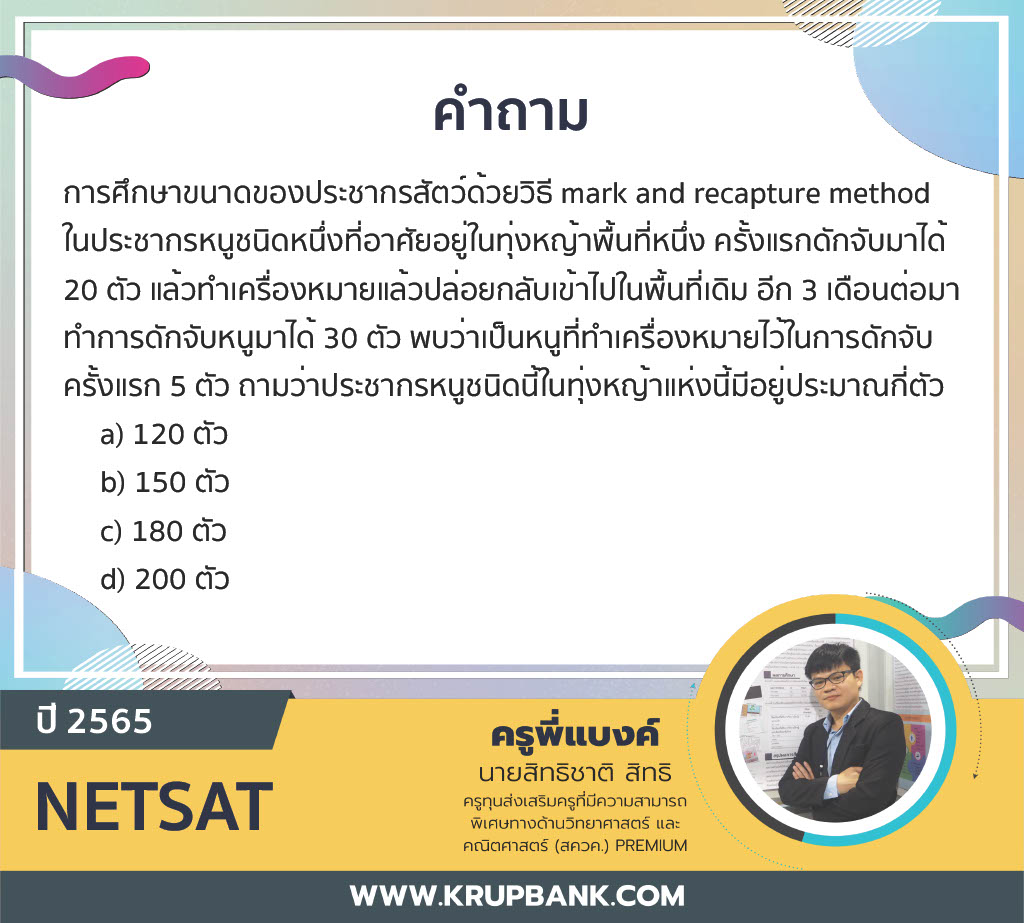 คำถาม
การศึกษาขนาดของประชากรสัตว์ด้วยวิธี mark and recapture method
ในประชากรหนูชนิดหนึ่งที่อาศัยอยู่ในทุ่งหญ้าพื้นที่หนึ่ง ครั้งแรกดักจับมาได้
20 ตัว แล้วทำเครื่องหมายแล้วปล่อยกลับเข้าไปในพื้นที่เดิม อีก 3 เดือนต่อมา
ทำการดักจับหนูมาได้ 30 ตัว พบว่าเป็นหนูที่ทำเครื่องหมายไว้ในการดักจับ
ครั้งแรก 5 ตัว ถามว่าประชากรหนูชนิดนี้ในทุ่งหญ้าแห่งนี้มีอยู่ประมาณกี่ตัว
a) 120 ตัว
b) 150 ตัว
c) 180 ตัว
d) 200 ตัว
ปี 2565
NETSAT
ครูพี่แบงค์
นายสิทธิชาติ สิทธิ
ครูทุนส่งเสริมครูที่มีความสามารถ
พิเศษทางด้านวิทยาศาสตร์ และ
คณิตศาสตร์ (สควค.) PREMIUM
WWW.KRUPBANK.COM